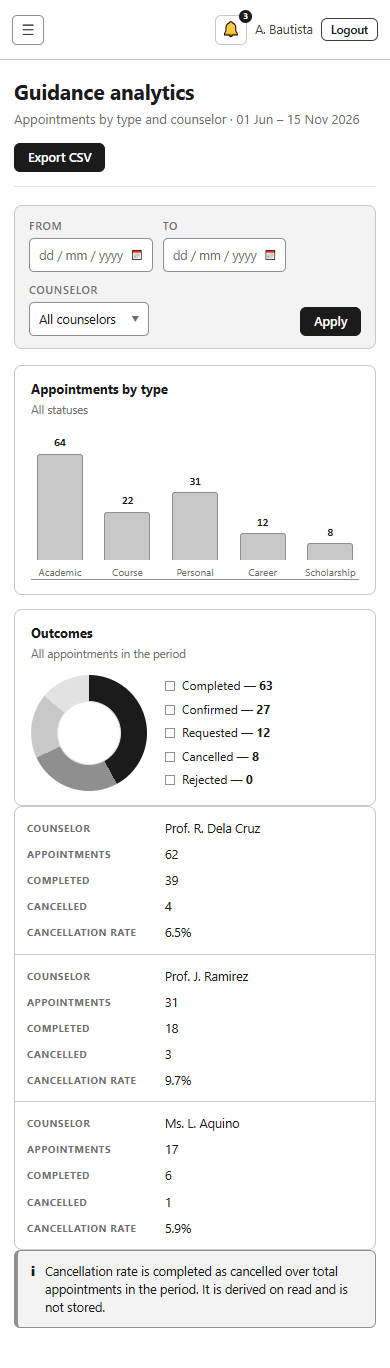 ☰
3
A. Bautista
Logout
Guidance analytics
Appointments by type and counselor · 01 Jun – 15 Nov 2026
Export CSV
FROM
TO
dd / mm / yyyy
dd / mm / yyyy
COUNSELOR
All counselors
Apply
Appointments by type
All statuses
64
22
31
12
8
Academic
Course
Personal
Career
Scholarship
Outcomes
All appointments in the period
Completed — 63
Confirmed — 27
Requested — 12
Cancelled — 8
Rejected — 0
COUNSELOR Prof. R. Dela Cruz
APPOINTMENTS 62
COMPLETED 39
CANCELLED 4
CANCELLATION RATE 6.5%
COUNSELOR Prof. J. Ramirez
APPOINTMENTS 31
COMPLETED 18
CANCELLED 3
CANCELLATION RATE 9.7%
COUNSELOR Ms. L. Aquino
APPOINTMENTS 17
COMPLETED 6
CANCELLED 1
CANCELLATION RATE 5.9%
i Cancellation rate is completed as cancelled over total
appointments in the period. It is derived on read and is
not stored.